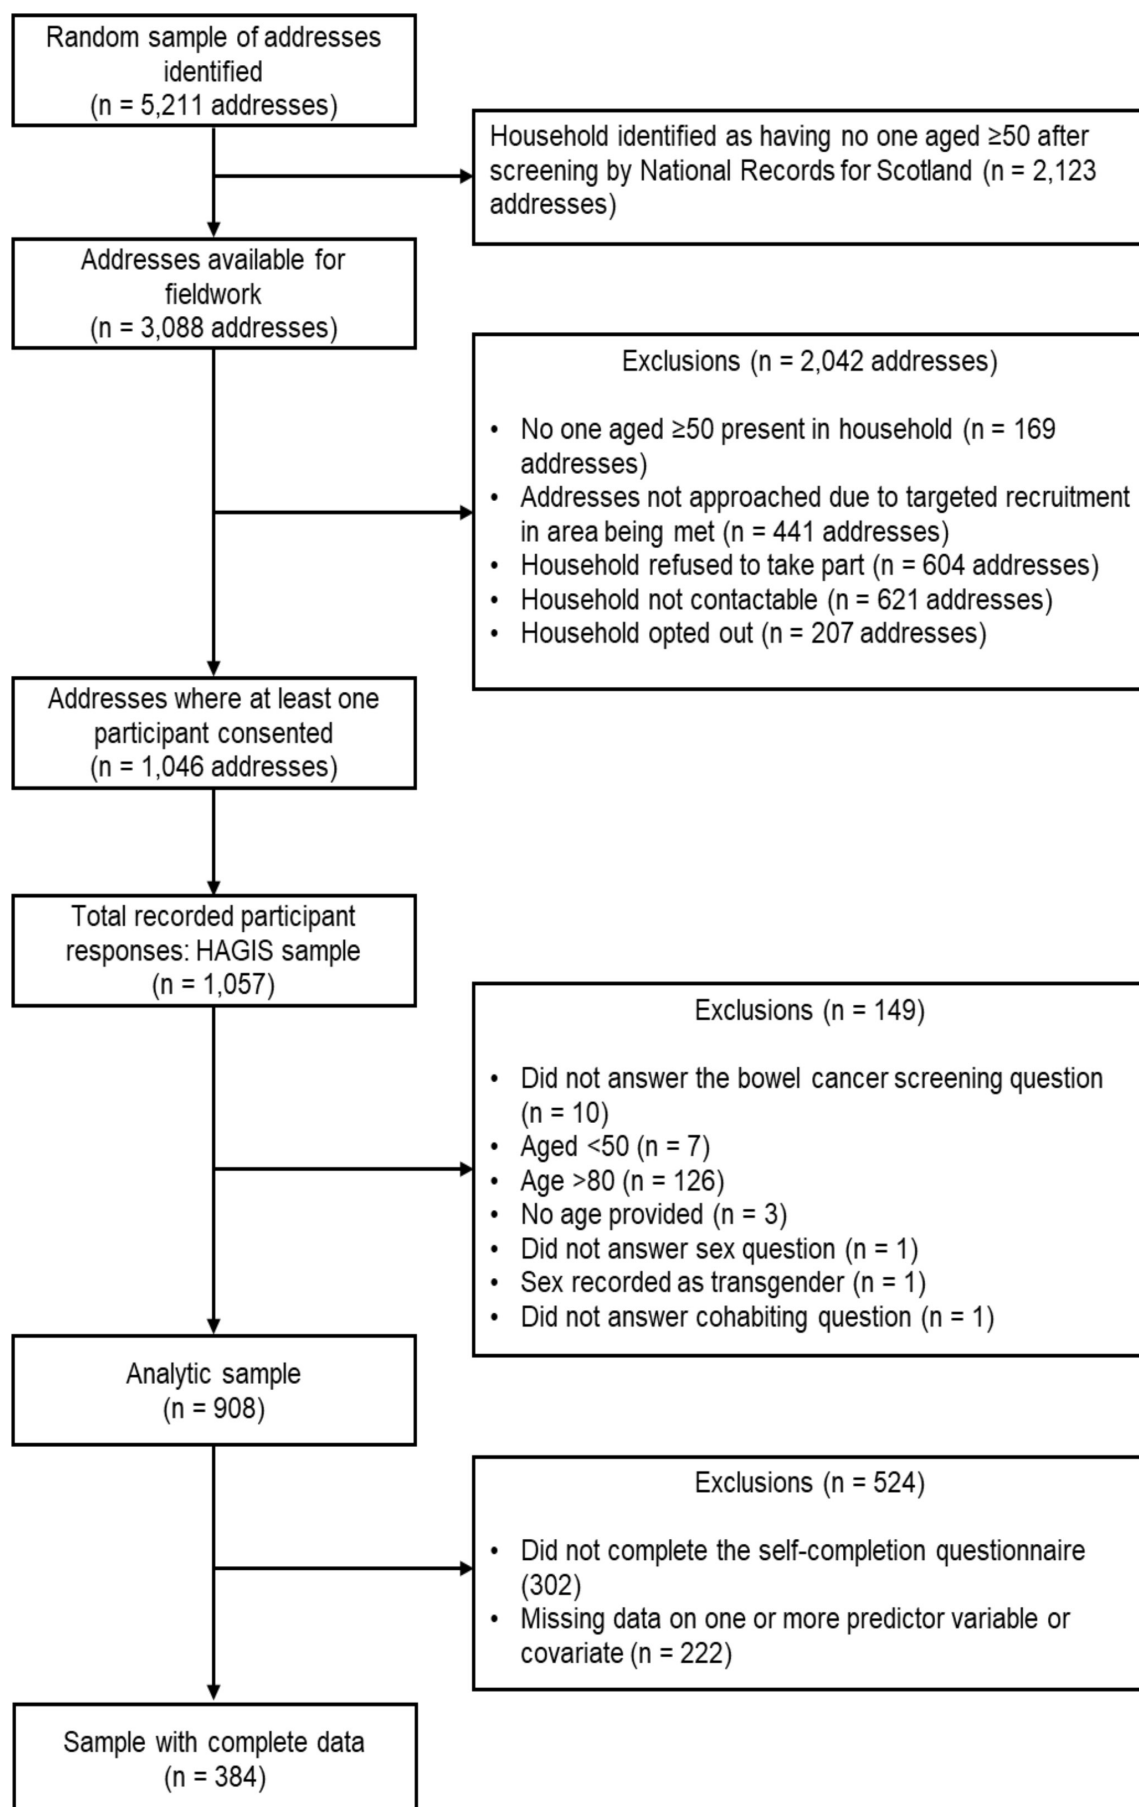 Random sample of addresses
identified
(n = 5,211 addresses)
Household identified as having no one aged ≥50 after
screening by National Records for Scotland (n = 2,123
addresses)
Addresses available for
fieldwork
(n = 3,088 addresses)
Exclusions (n = 2,042 addresses)
• No one aged ≥50 present in household (n = 169
addresses)
• Addresses not approached due to targeted recruitment
in area being met (n = 441 addresses)
• Household refused to take part (n = 604 addresses)
• Household not contactable (n = 621 addresses)
• Household opted out (n = 207 addresses)
Addresses where at least one
participant consented
(n = 1,046 addresses)
Total recorded participant
responses: HAGIS sample
(n = 1,057)
Exclusions (n = 149)
• Did not answer the bowel cancer screening question
(n = 10)
• Aged <50 (n = 7)
• Age >80 (n = 126)
• No age provided (n = 3)
• Did not answer sex question (n = 1)
• Sex recorded as transgender (n = 1)
• Did not answer cohabiting question (n = 1)
Analytic sample
(n = 908)
Exclusions (n = 524)
• Did not complete the self-completion questionnaire
(302)
• Missing data on one or more predictor variable or
covariate (n = 222)
Sample with complete data
(n = 384)